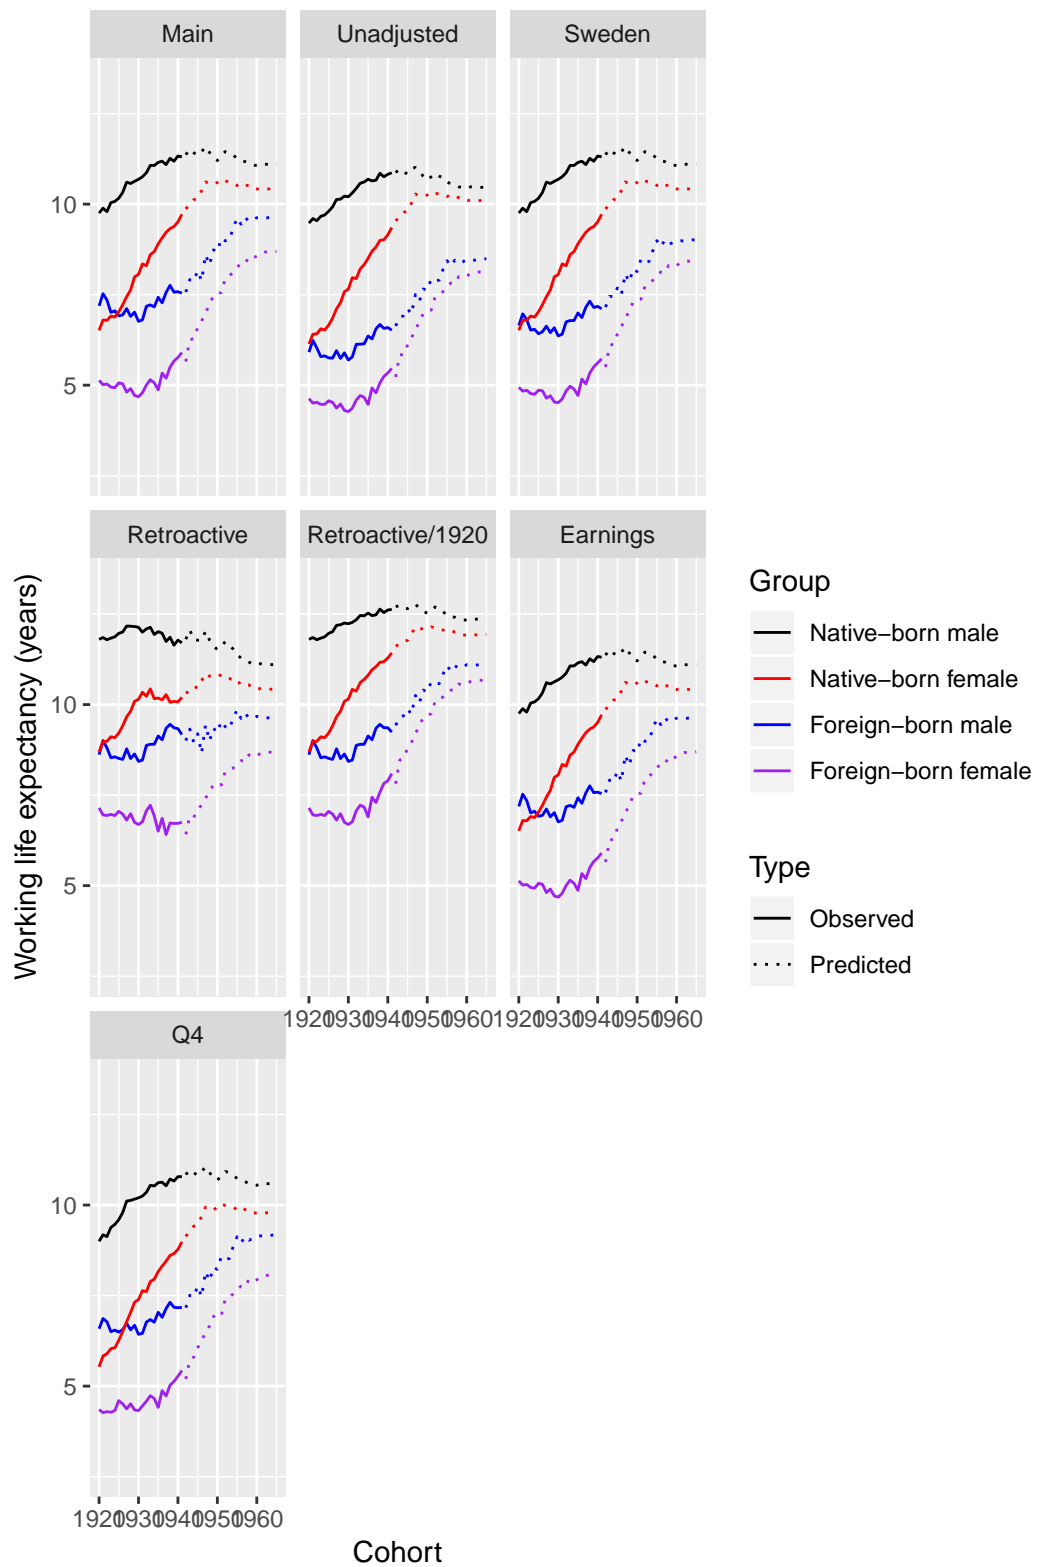 Main Unadjusted Sweden
10
5
Retroactive Retroactive/1920 Earnings
10
5
1920 1930 1940 1950 1960 1920 1930 1940 1950 1960
Q4
10
5
1920 1930 1940 1950 1960
Cohort
Working life expectancy (years)
Group
Native−born male
Native−born female
Foreign−born male
Foreign−born female
Type
Observed
Predicted